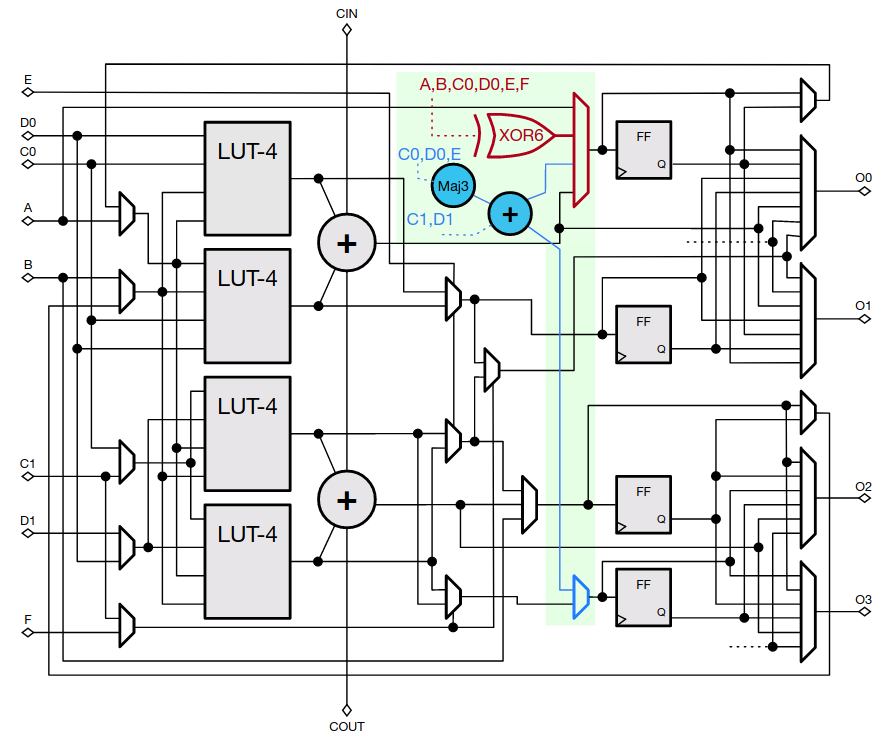 CIN
E
A,B,C0,D0,E,F
D0
XOR6
FF
C0
LUT-4
C0,D0,E
Q
Maj3
O0
A
C1,D1
+
+
B
LUT-4
FF
O1
Q
LUT-4
C1
FF
O2
+
Q
D1
LUT-4
FF
O3
F
Q
COUT